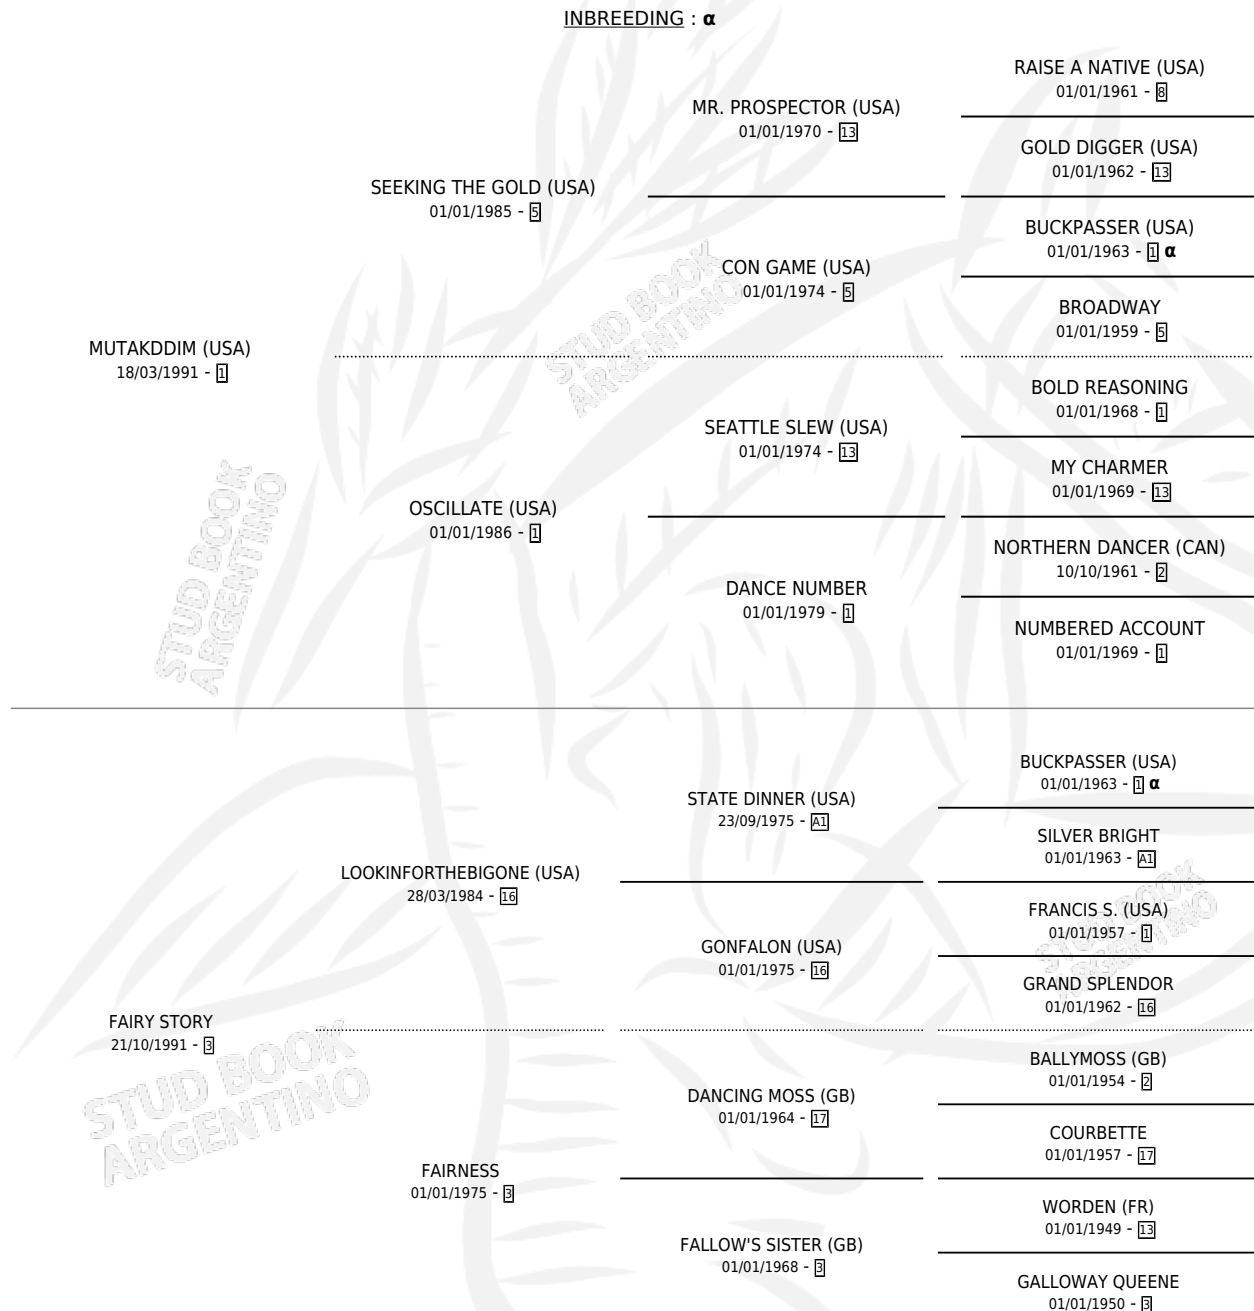 INBREEDING : α
RAISE A NATIVE (USA)
01/01/1961 - 8
MR. PROSPECTOR (USA)
01/01/1970 - 13
GOLD DIGGER (USA)
01/01/1962 - 13
SEEKING THE GOLD (USA)
01/01/1985 - 5
BUCKPASSER (USA)
01/01/1963 - 1 α
CON GAME (USA)
01/01/1974 - 5
BROADWAY
01/01/1959 - 5
MUTAKDDIM (USA)
18/03/1991 - 1
BOLD REASONING
01/01/1968 - 1
SEATTLE SLEW (USA)
01/01/1974 - 13
MY CHARMER
01/01/1969 - 13
OSCILLATE (USA)
01/01/1986 - 1
NORTHERN DANCER (CAN)
10/10/1961 - 2
DANCE NUMBER
01/01/1979 - 1
NUMBERED ACCOUNT
01/01/1969 - 1
BUCKPASSER (USA)
01/01/1963 - 1 α
STATE DINNER (USA)
23/09/1975 - A1
SILVER BRIGHT
01/01/1963 - A1
LOOKINFORTHEBIGONE (USA)
28/03/1984 - 16
FRANCIS S. (USA)
01/01/1957 - 1
GONFALON (USA)
01/01/1975 - 16
GRAND SPLENDOR
01/01/1962 - 16
FAIRY STORY
21/10/1991 - 3
BALLYMOSS (GB)
01/01/1954 - 2
DANCING MOSS (GB)
01/01/1964 - 17
COURBETTE
01/01/1957 - 17
FAIRNESS
01/01/1975 - 3
WORDEN (FR)
01/01/1949 - 13
FALLOW'S SISTER (GB)
01/01/1968 - 3
GALLOWAY QUEENE
01/01/1950 - 3
STUD BOOK
ARGENTINO
STUD BOOK
ARGENTINO
STUD BOOK
ARGENTINO
STUD BOOK
ARGENTINO